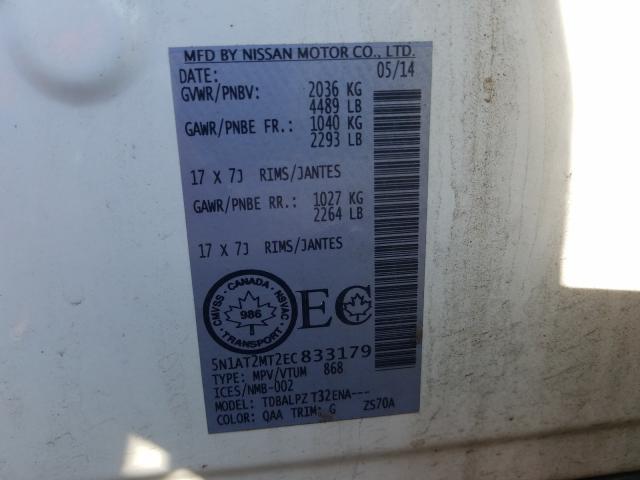 MFD BY NISSAN MOTOR CO., LTD.
DATE: 05/14
GVWR/PNBV: 2036 KG
4489 LB
GAWR/PNBE FR.: 1040 KG
2293 LB
17 X 7J RIMS/JANTES
GAWR/PNBE RR.: 1027 KG
2264 LB
17 X 7J RIMS/JANTES
CMVSS · CANADA · NSVAC · TRANSPORT
986
EC
5N1AT2MT2EC833179
TYPE: MPV/VTUM 868
ICES/NMB-002
MODEL: TDBALPZ T32ENA---
COLOR: QAA TRIM: G ZS70A